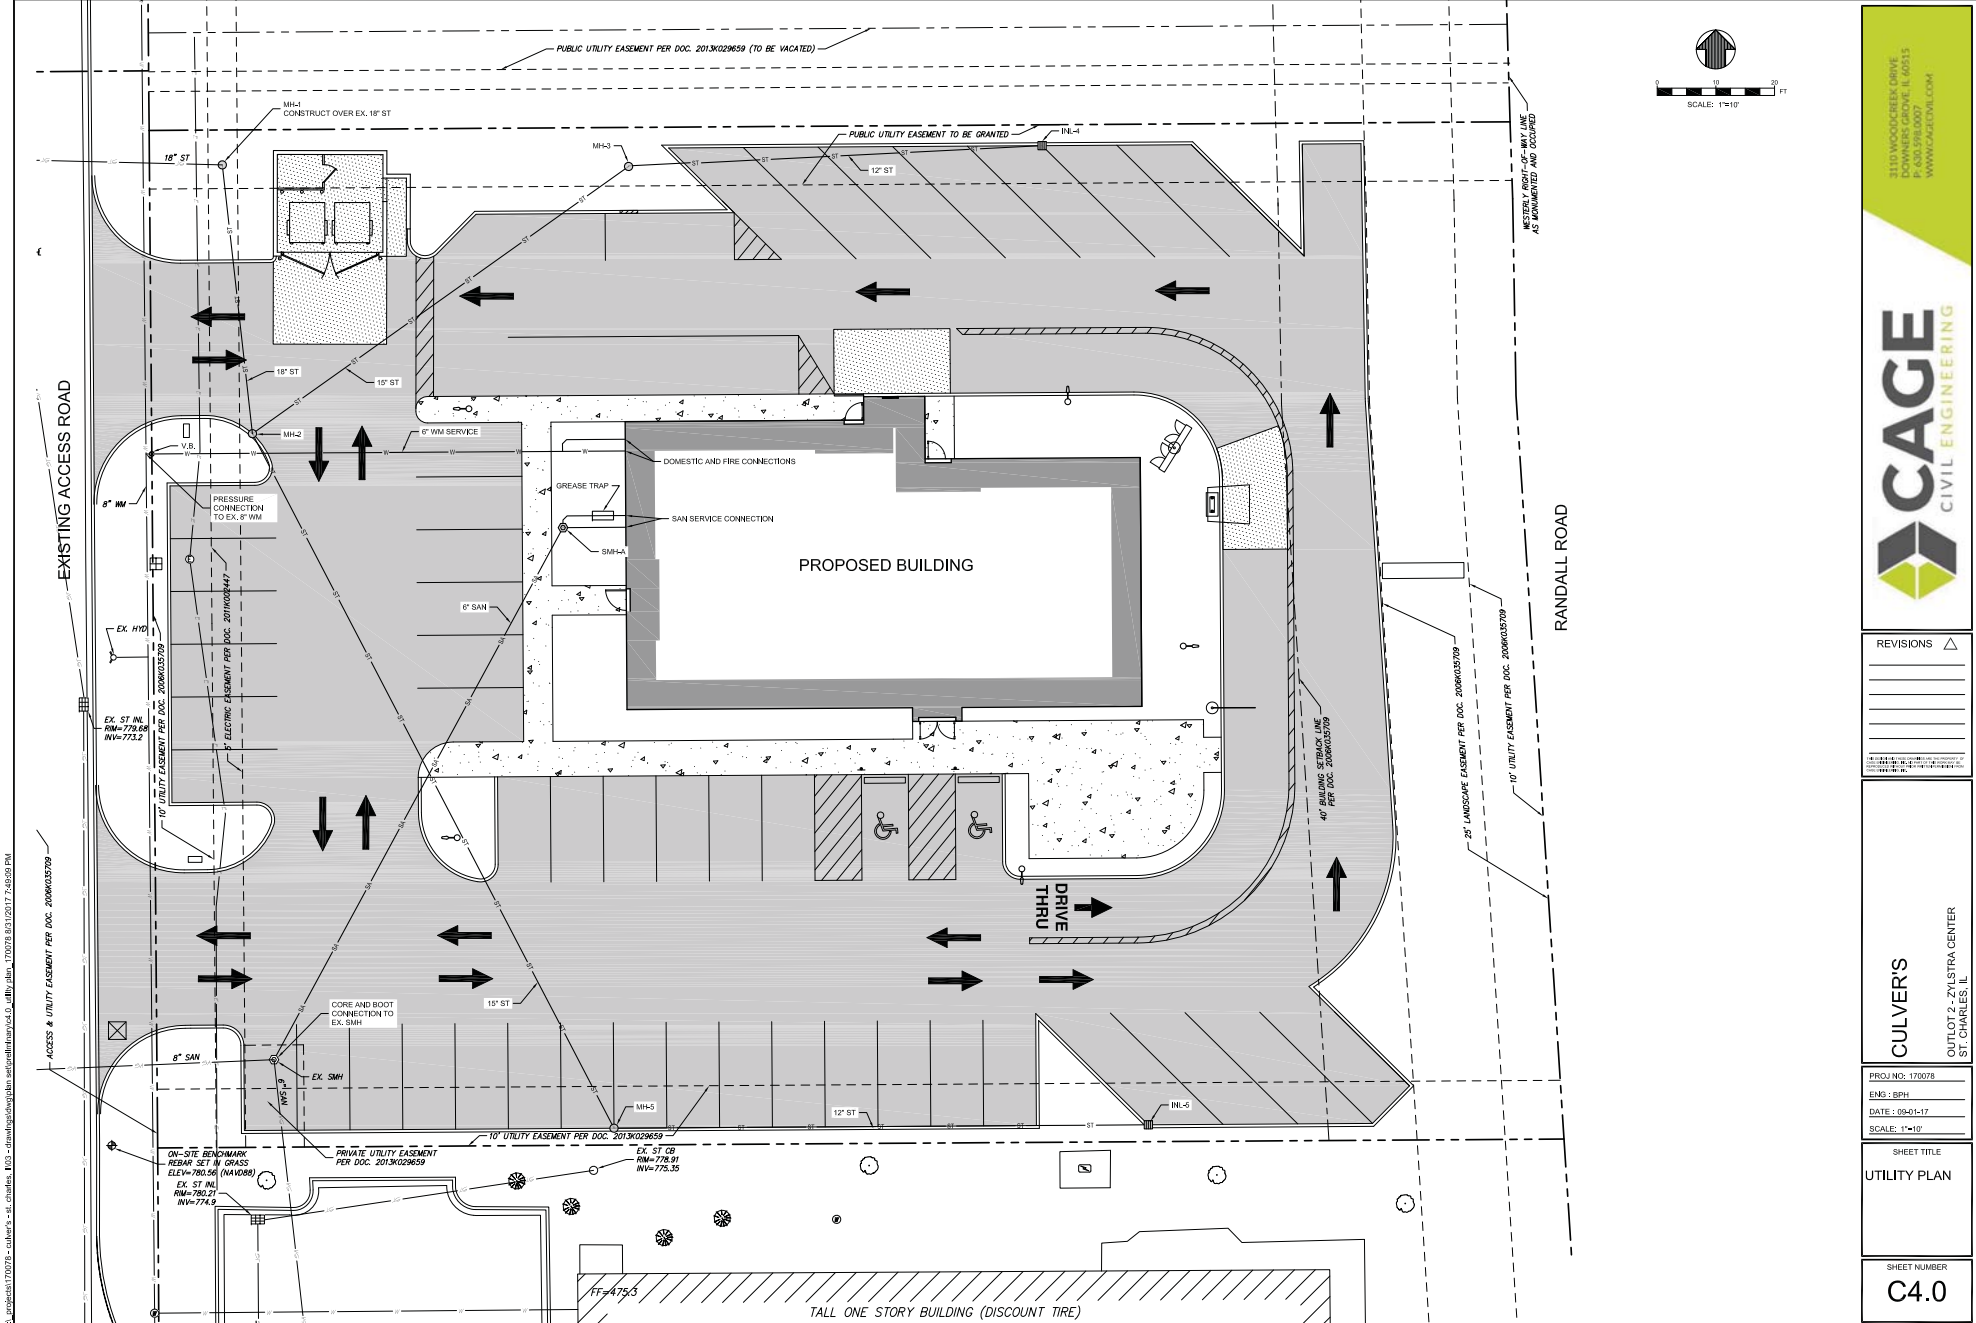 PUBLIC UTILITY EASEMENT PER DOC. 2013K029659 (TO BE VACATED)
MH-1
CONSTRUCT OVER EX. 18" ST
18" ST
MH-3
PUBLIC UTILITY EASEMENT TO BE GRANTED
INL-4
12" ST
WESTERLY RIGHT-OF-WAY LINE
AS MONUMENTED AND OCCUPIED
0 10 20
FT
SCALE: 1"=10'
18" ST
15" ST
MH-2
V.B.
6" WM SERVICE
DOMESTIC AND FIRE CONNECTIONS
GREASE TRAP
8" WM
PRESSURE
CONNECTION
TO EX. 8" WM
SAN SERVICE CONNECTION
SMH-A
EXISTING ACCESS ROAD
PROPOSED BUILDING
RANDALL ROAD
6" SAN
EX. HYD
5' ELECTRIC EASEMENT PER DOC. 2011K002447
10' UTILITY EASEMENT PER DOC. 2006K035709
EX. ST INL
RIM=779.68
INV=773.2
40' BUILDING SETBACK LINE
PER DOC. 2006K035709
25' LANDSCAPE EASEMENT PER DOC. 2006K035709
10' UTILITY EASEMENT PER DOC. 2006K035709
ACCESS & UTILITY EASEMENT PER DOC. 2006K035709
DRIVE
THRU
15" ST
CORE AND BOOT
CONNECTION TO
EX. SMH
8" SAN
EX. SMH
6" SAN
MH-5
12" ST
INL-6
10' UTILITY EASEMENT PER DOC. 2013K029659
ON-SITE BENCHMARK
REBAR SET IN GRASS
ELEV=780.56 (NAVD88)
PRIVATE UTILITY EASEMENT
PER DOC. 2013K029659
EX. ST CB
RIM=778.91
INV=775.35
EX. ST INL
RIM=780.21
INV=774.9
FF=475.3
TALL ONE STORY BUILDING (DISCOUNT TIRE)
3110 WOODCREEK DRIVE
DOWNERS GROVE, IL 60515
P: 630.598.0007
WWW.CAGECIVIL.COM
CAGE
CIVIL ENGINEERING
REVISIONS
CULVER'S
OUTLOT 2 - ZYLSTRA CENTER
ST. CHARLES, IL
PROJ NO: 170078
ENG : BPH
DATE : 09-01-17
SCALE: 1"=10'
SHEET TITLE
UTILITY PLAN
SHEET NUMBER
C4.0